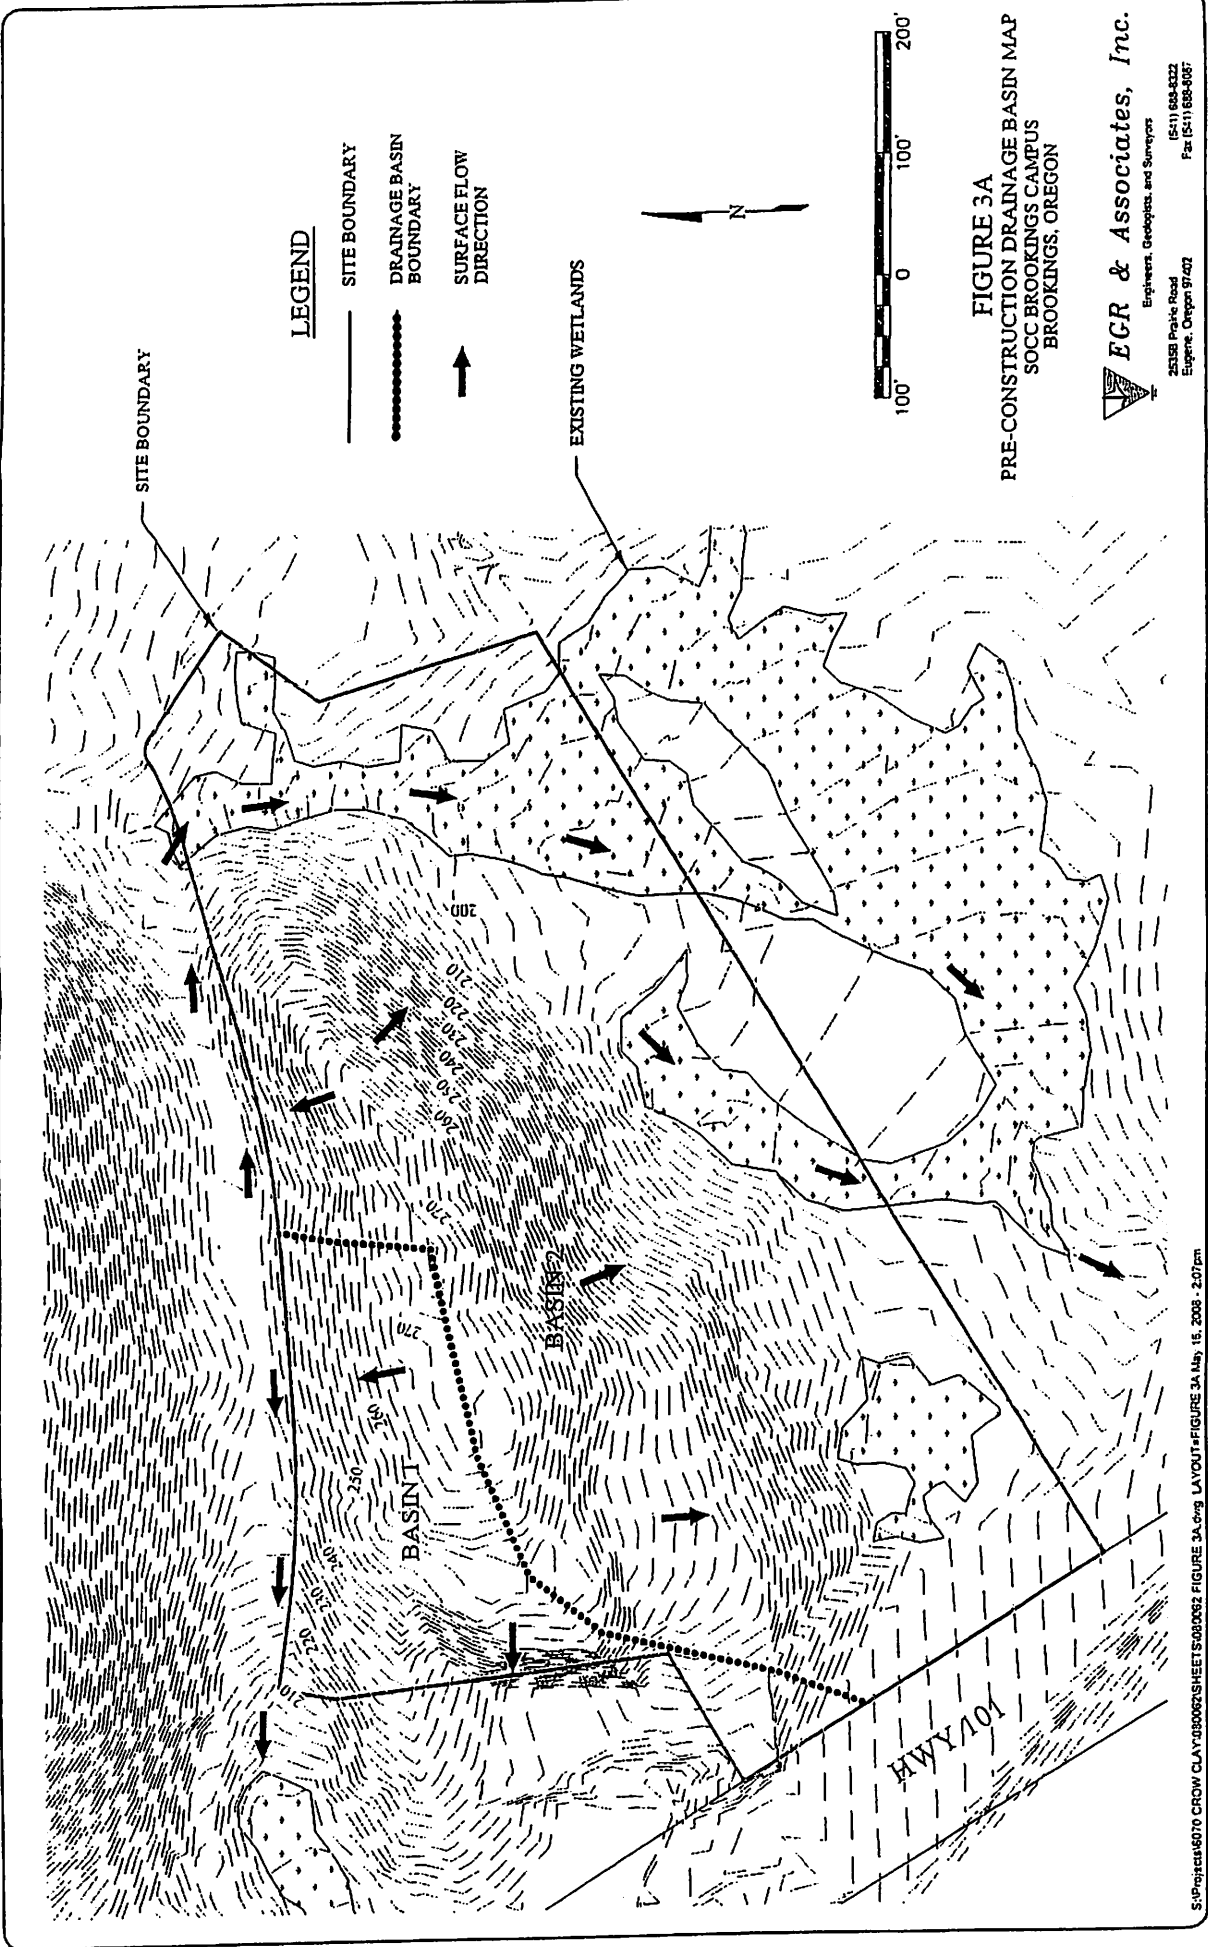 SITE BOUNDARY
LEGEND
SITE BOUNDARY
DRAINAGE BASIN
BOUNDARY
SURFACE FLOW
DIRECTION
EXISTING WETLANDS
N
100' 0 100' 200'
FIGURE 3A
PRE-CONSTRUCTION DRAINAGE BASIN MAP
SOCC BROOKINGS CAMPUS
BROOKINGS, OREGON
EGR & Associates, Inc.
Engineers, Geologists, and Surveyors
2535B Prairie Road
Eugene, Oregon 97402
(541) 688-8322
Fax (541) 688-8087
BASIN 1
BASIN 2
HWY 101
210
220
230
240
250
260
270
270
260
250
240
230
220
210
200
S:\Projects\6070 CROW CLAY\080062\SHEETS\080062 FIGURE 3A.dwg LAYOUT=FIGURE 3A May 15, 2008 - 2:07pm